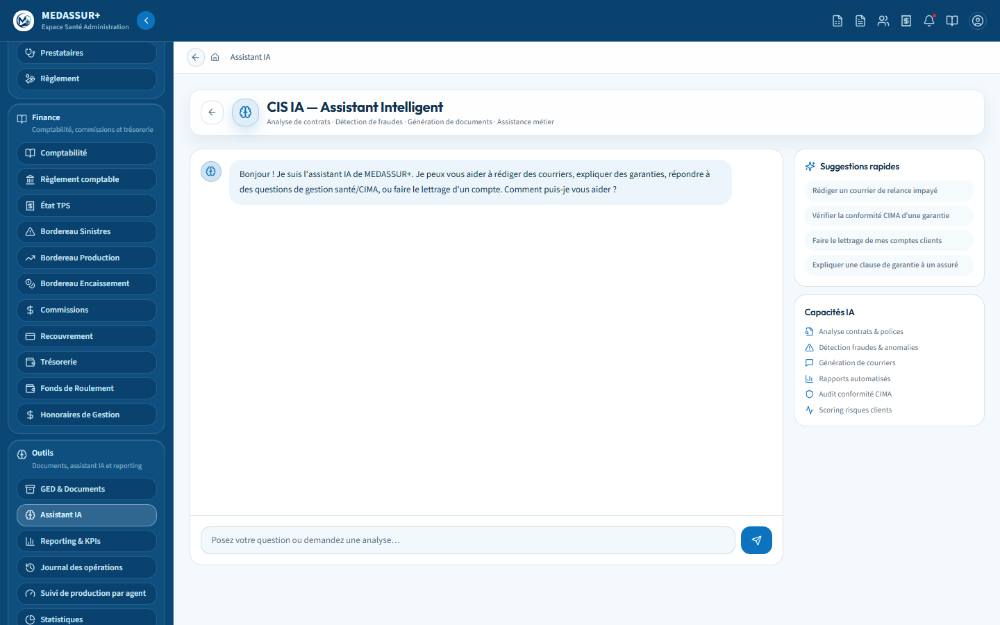 MEDASSUR+
Espace Santé Administration
Prestataires
Règlement
Finance
Comptabilité, commissions et trésorerie
Comptabilité
Règlement comptable
État TPS
Bordereau Sinistres
Bordereau Production
Bordereau Encaissement
Commissions
Recouvrement
Trésorerie
Fonds de Roulement
Honoraires de Gestion
Outils
Documents, assistant IA et reporting
GED & Documents
Assistant IA
Reporting & KPIs
Journal des opérations
Suivi de production par agent
Statistiques
Assistant IA
CIS IA — Assistant Intelligent
Analyse de contrats · Détection de fraudes · Génération de documents · Assistance métier
Bonjour ! Je suis l'assistant IA de MEDASSUR+. Je peux vous aider à rédiger des courriers, expliquer des garanties, répondre à
des questions de gestion santé/CIMA, ou faire le lettrage d'un compte. Comment puis-je vous aider ?
Posez votre question ou demandez une analyse…
Suggestions rapides
Rédiger un courrier de relance impayé
Vérifier la conformité CIMA d'une garantie
Faire le lettrage de mes comptes clients
Expliquer une clause de garantie à un assuré
Capacités IA
Analyse contrats & polices
Détection fraudes & anomalies
Génération de courriers
Rapports automatisés
Audit conformité CIMA
Scoring risques clients